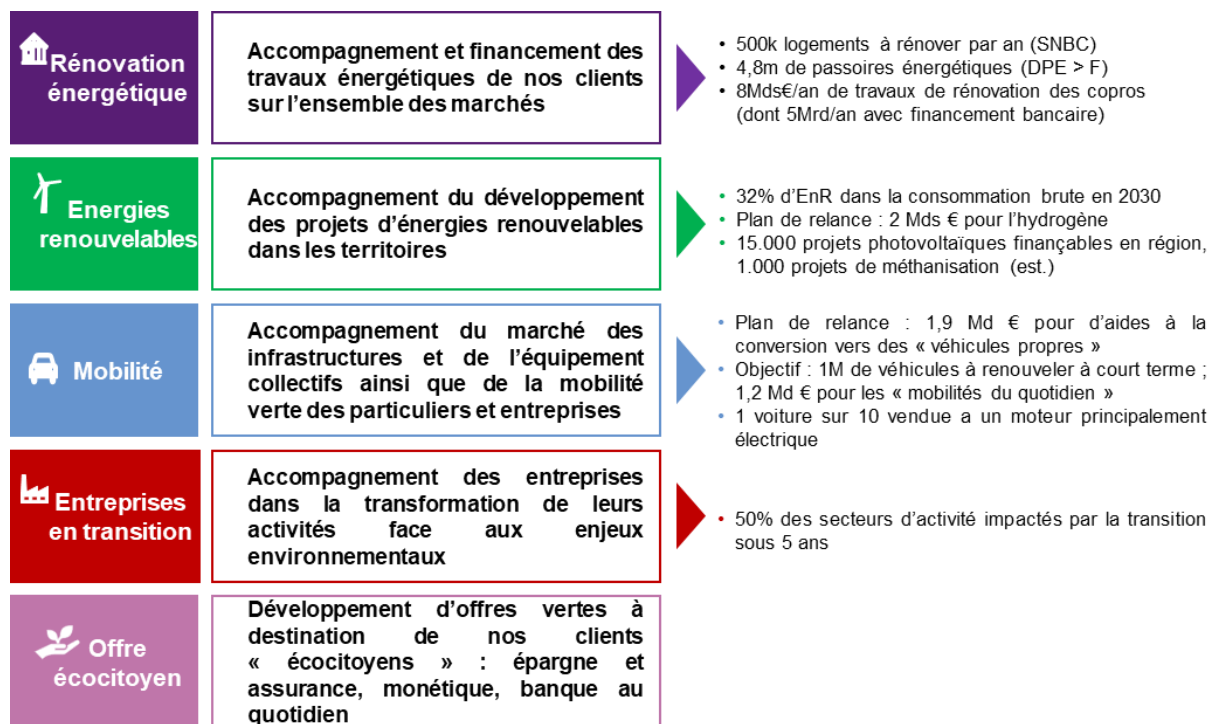 Rénovation
énergétique
Accompagnement et financement des
travaux énergétiques de nos clients
sur l’ensemble des marchés
• 500k logements à rénover par an (SNBC)
• 4,8m de passoires énergétiques (DPE > F)
• 8Mds€/an de travaux de rénovation des copros
(dont 5Mrd/an avec financement bancaire)
Energies
renouvelables
Accompagnement du développement
des projets d’énergies renouvelables
dans les territoires
• 32% d’EnR dans la consommation brute en 2030
• Plan de relance : 2 Mds € pour l’hydrogène
• 15.000 projets photovoltaïques finançables en région,
1.000 projets de méthanisation (est.)
Mobilité
Accompagnement du marché des
infrastructures et de l’équipement
collectifs ainsi que de la mobilité
verte des particuliers et entreprises
• Plan de relance : 1,9 Md € pour d’aides à la
conversion vers des « véhicules propres »
• Objectif : 1M de véhicules à renouveler à court terme ;
1,2 Md € pour les « mobilités du quotidien »
• 1 voiture sur 10 vendue a un moteur principalement
électrique
Entreprises
en transition
Accompagnement des entreprises
dans la transformation de leurs
activités face aux enjeux
environnementaux
• 50% des secteurs d’activité impactés par la transition
sous 5 ans
Offre
écocitoyen
Développement d’offres vertes à
destination de nos clients
« écocitoyens » : épargne et
assurance, monétique, banque au
quotidien